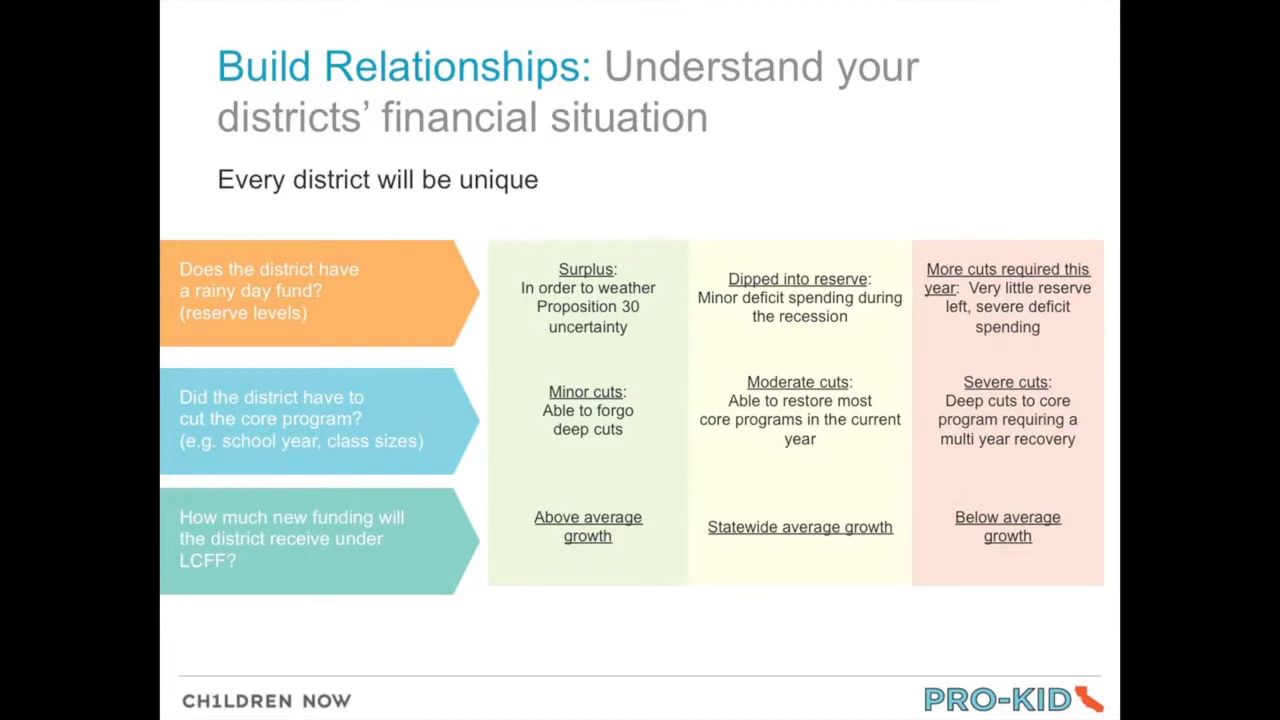 Build Relationships: Understand your
districts’ financial situation
Every district will be unique
Does the district have
a rainy day fund?
(reserve levels)
Surplus:
In order to weather
Proposition 30
uncertainty
Dipped into reserve:
Minor deficit spending during
the recession
More cuts required this
year: Very little reserve
left, severe deficit
spending
Did the district have to
cut the core program?
(e.g. school year, class sizes)
Minor cuts:
Able to forgo
deep cuts
Moderate cuts:
Able to restore most
core programs in the current
year
Severe cuts:
Deep cuts to core
program requiring a
multi year recovery
How much new funding will
the district receive under
LCFF?
Above average
growth
Statewide average growth
Below average
growth
CH1LDREN NOW
PRO-KID